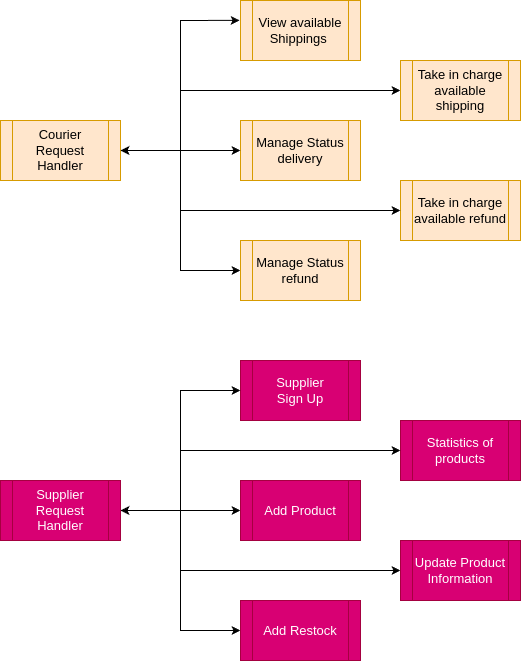 View available
Shippings
Take in charge
available
shipping
Courier
Request
Handler
Manage Status
delivery
Take in charge
available refund
Manage Status
refund
Supplier
Sign Up
Statistics of
products
Supplier
Request
Handler
Add Product
Update Product
Information
Add Restock